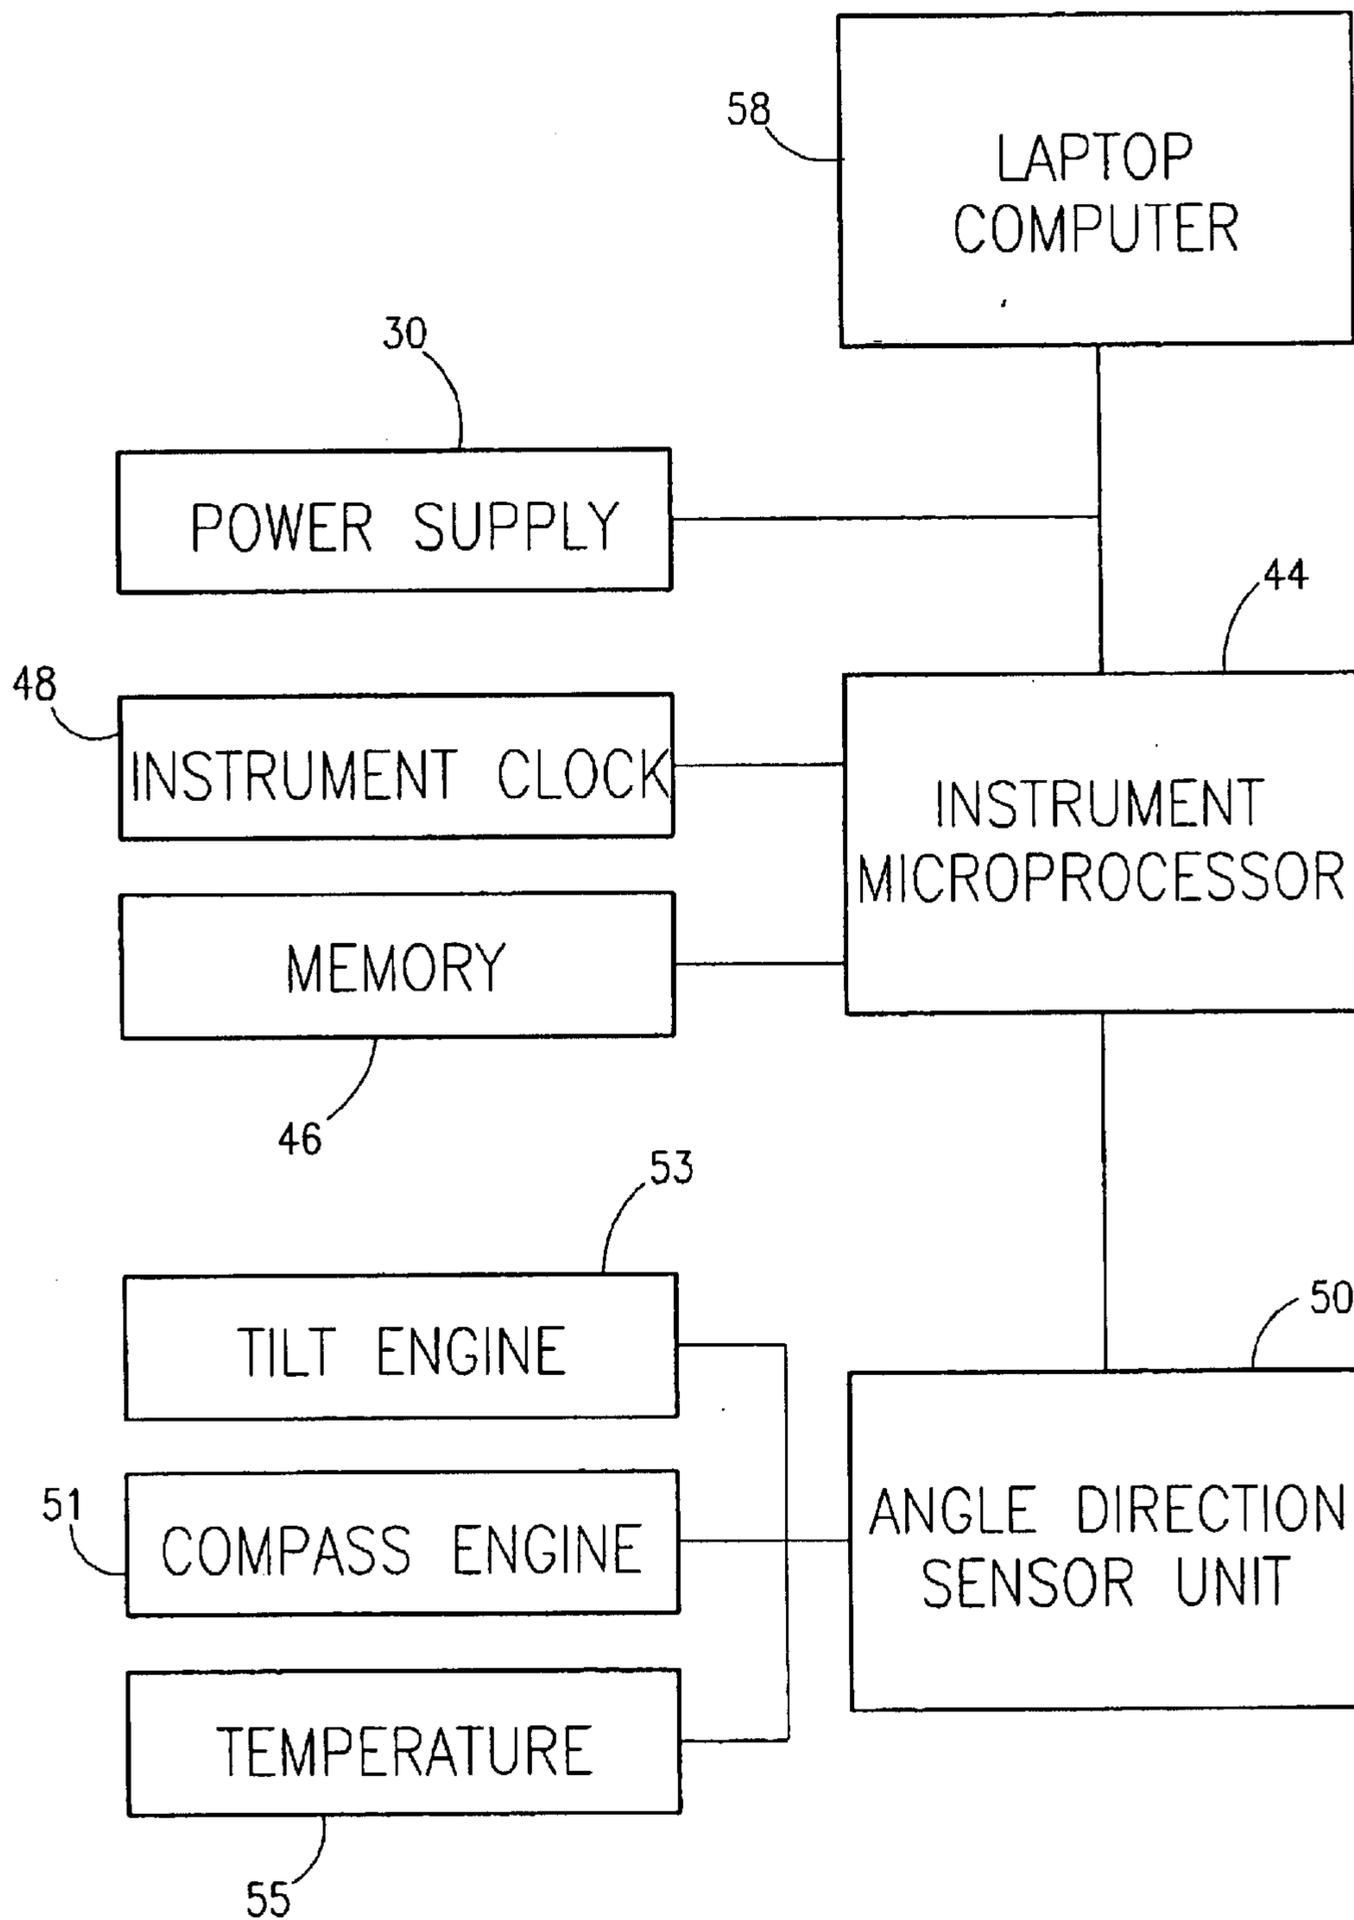 58
LAPTOP
COMPUTER
30
POWER SUPPLY
44
48
INSTRUMENT CLOCK
INSTRUMENT
MICROPROCESSOR
MEMORY
46
53
TILT ENGINE
50
51
COMPASS ENGINE
ANGLE DIRECTION
SENSOR UNIT
TEMPERATURE
55